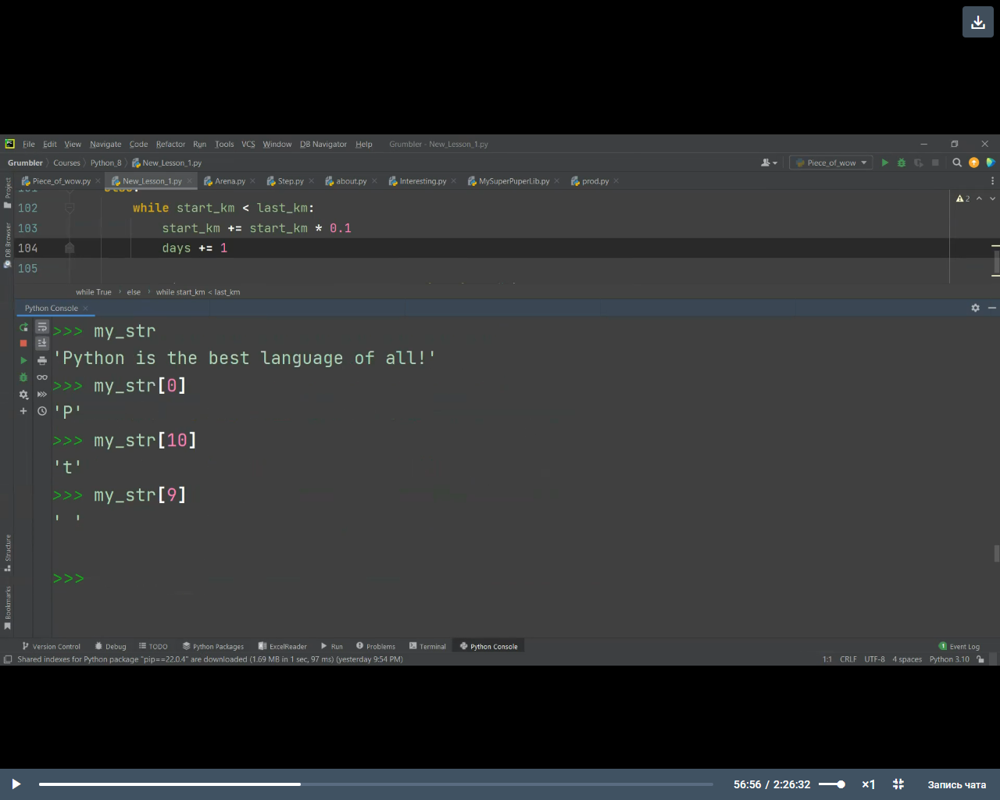 File Edit View Navigate Code Refactor Run Tools VCS Window DB Navigator Help Grumbler - New_Lesson_1.py
Grumbler Courses Python_8 New_Lesson_1.py Piece_of_wow
Piece_of_wow.py New_Lesson_1.py Arena.py Step.py about.py Interesting.py MySuperPuperLib.py prod.py
Project
DB Browser
Structure
Bookmarks
101 else:
102 while start_km < last_km:
103 start_km += start_km * 0.1
104 days += 1
105
2
while True › else › while start_km < last_km
Python Console
>>> my_str
'Python is the best language of all!'
>>> my_str[0]
'P'
>>> my_str[10]
't'
>>> my_str[9]
' '
>>>
Version Control Debug TODO Python Packages ExcelReader Run Problems Terminal Python Console 1 Event Log
Shared indexes for Python package "pip==22.0.4" are downloaded (1.69 MB in 1 sec, 97 ms) (yesterday 9:54 PM) 1:1 CRLF UTF-8 4 spaces Python 3.10
56:56 / 2:26:32 ×1 Запись чата